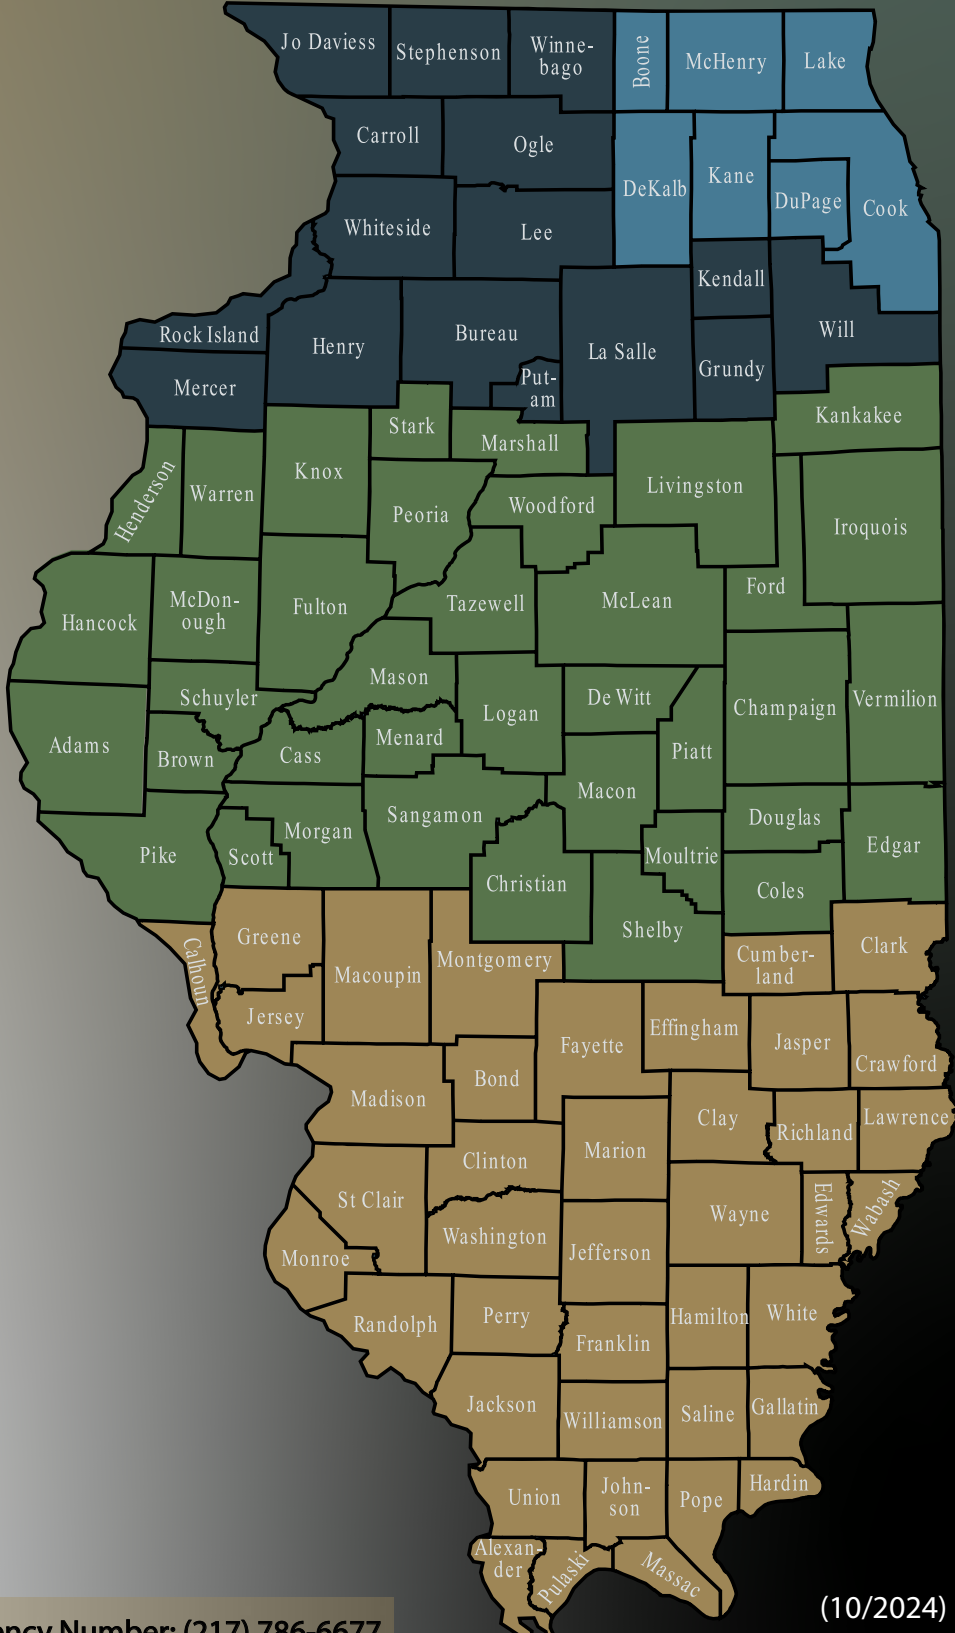 Jo Daviess
Stephenson
Winne-
bago
Boone
McHenry
Lake
Carroll
Ogle
DeKalb
Kane
DuPage
Cook
Whiteside
Lee
Kendall
Rock Island
Henry
Bureau
La Salle
Will
Mercer
Put-
am
Grundy
Stark
Marshall
Kankakee
Henderson
Warren
Knox
Peoria
Woodford
Livingston
Iroquois
Hancock
McDon-
ough
Fulton
Tazewell
McLean
Ford
Schuyler
Mason
Logan
De Witt
Champaign
Vermilion
Adams
Brown
Cass
Menard
Macon
Piatt
Pike
Scott
Morgan
Sangamon
Christian
Moultrie
Douglas
Edgar
Shelby
Coles
Calhoun
Greene
Macoupin
Montgomery
Cumber-
land
Clark
Jersey
Fayette
Effingham
Jasper
Crawford
Madison
Bond
Clay
Richland
Lawrence
Marion
Clinton
St Clair
Wayne
Edwards
Wabash
Monroe
Washington
Jefferson
Randolph
Perry
Franklin
Hamilton
White
Jackson
Williamson
Saline
Gallatin
Union
John-
son
Pope
Hardin
Alexan-
der
Pulaski
Massac
ncy Number: (217) 786-6677
(10/2024)